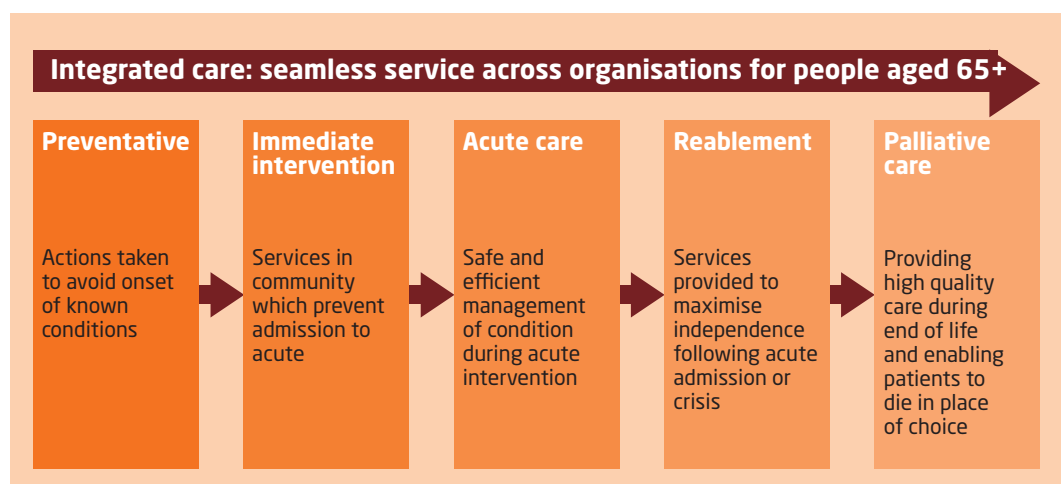 Integrated care: seamless service across organisations for people aged 65+
Preventative
Actions taken
to avoid onset
of known
conditions
Immediate
intervention
Services in
community
which prevent
admission to
acute
Acute care
Safe and
efficient
management
of condition
during acute
intervention
Reablement
Services
provided to
maximise
independence
following acute
admission or
crisis
Palliative
care
Providing
high quality
care during
end of life
and enabling
patients to
die in place
of choice